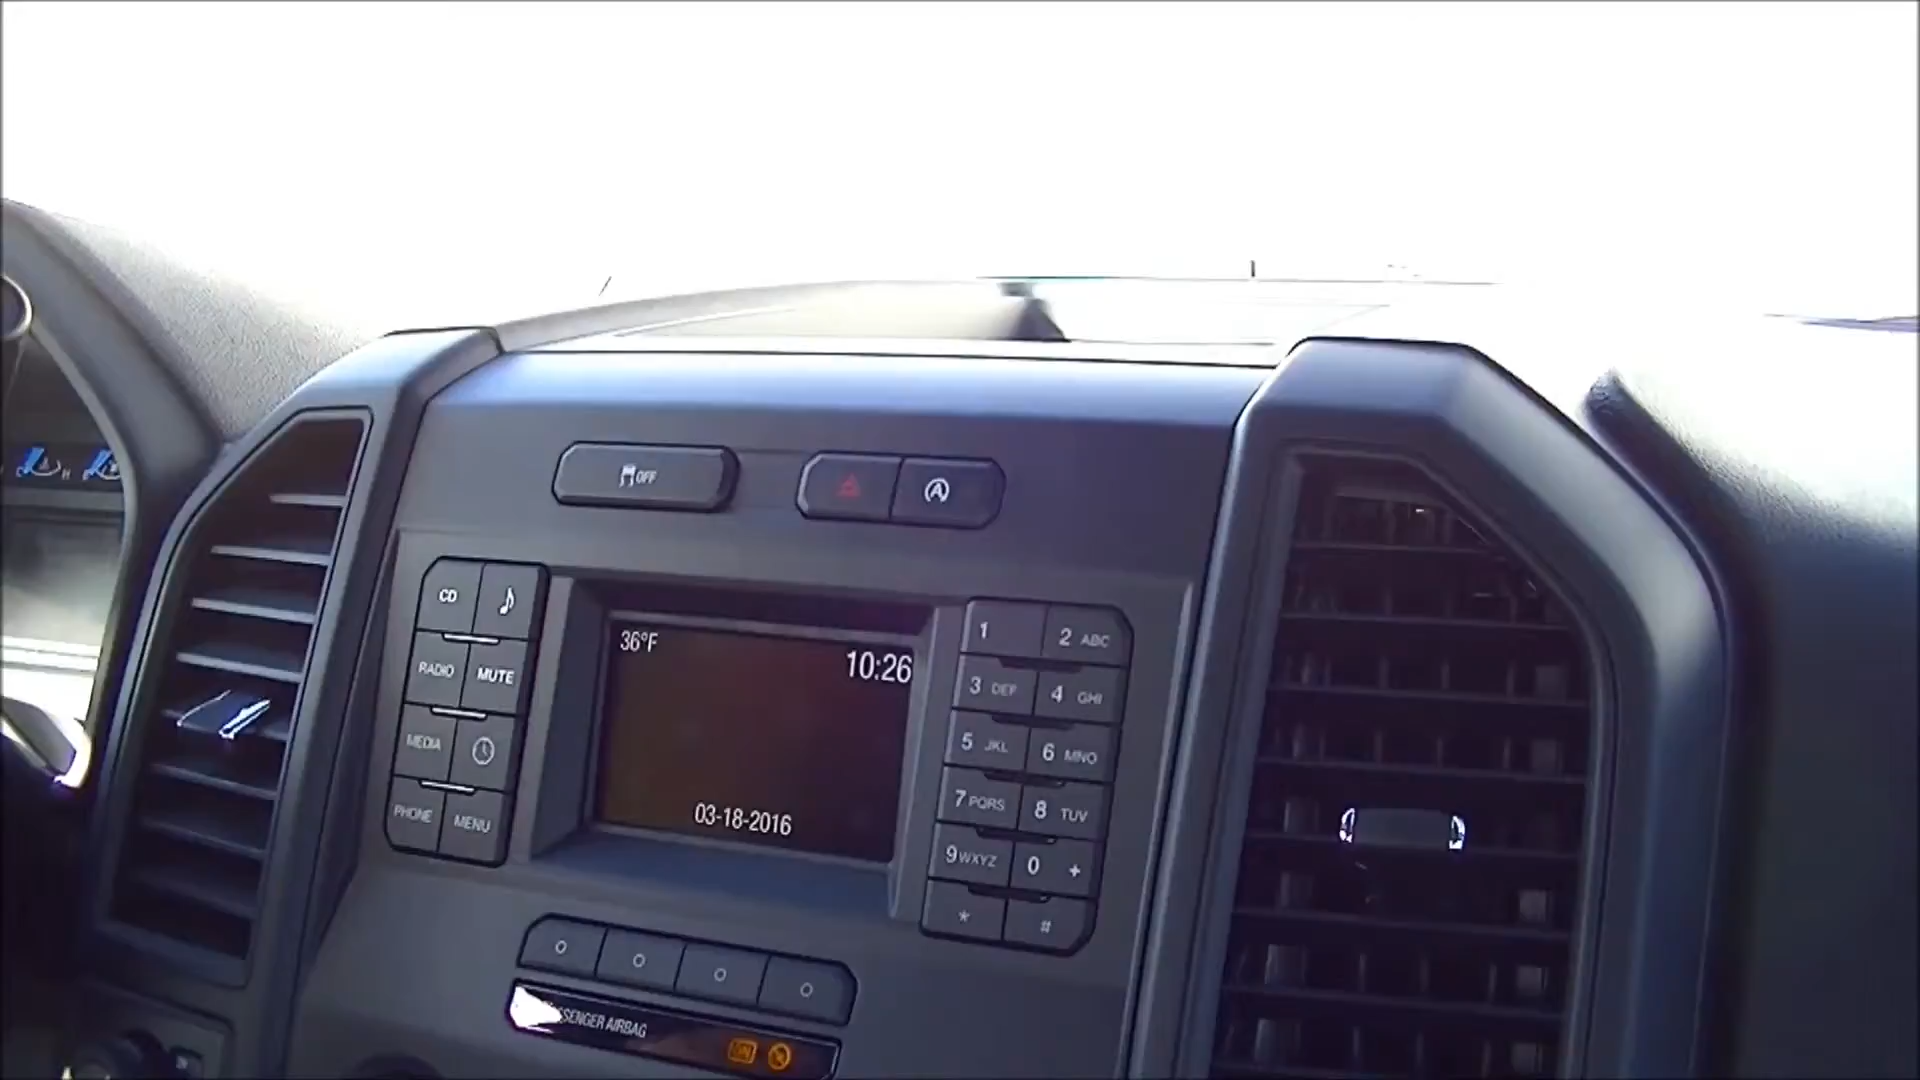 OFF
A
CD
RADIO MUTE
MEDIA
PHONE MENU
36°F 10:26
03-18-2016
1 2 ABC
3 DEF 4 GHI
5 JKL 6 MNO
7 PQRS 8 TUV
9 WXYZ 0 +
* #
AIRBAG
ON